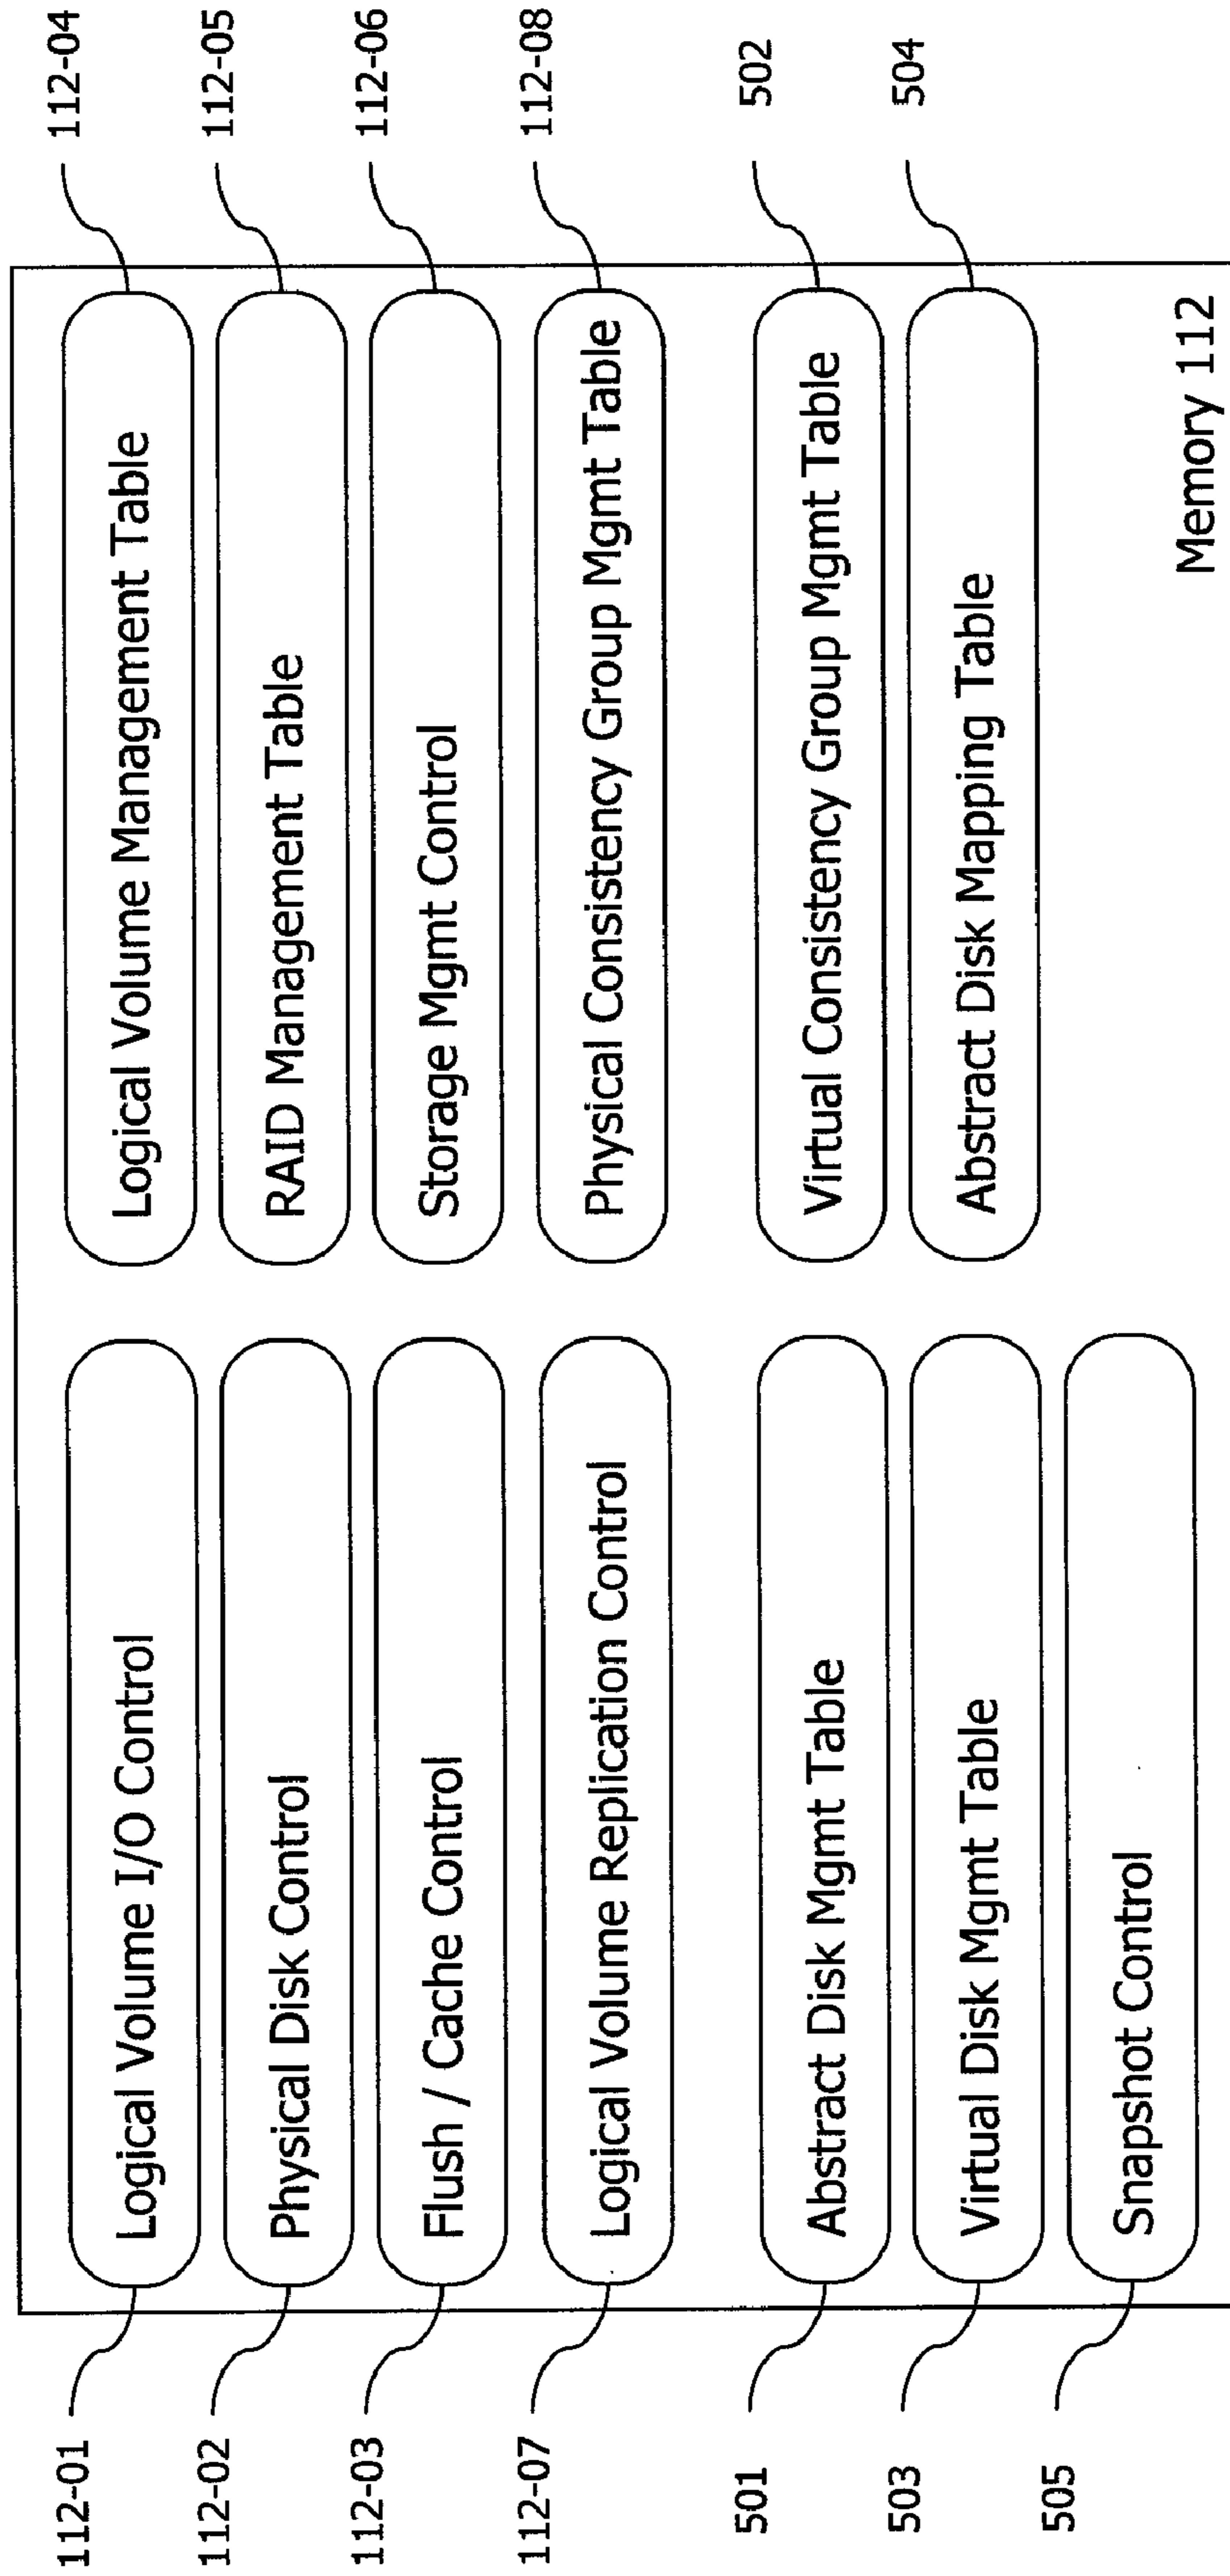 112-01
Logical Volume I/O Control
Logical Volume Management Table
112-04
112-02
Physical Disk Control
RAID Management Table
112-05
112-03
Flush / Cache Control
Storage Mgmt Control
112-06
112-07
Logical Volume Replication Control
Physical Consistency Group Mgmt Table
112-08
501
Abstract Disk Mgmt Table
Virtual Consistency Group Mgmt Table
502
503
Virtual Disk Mgmt Table
Abstract Disk Mapping Table
504
505
Snapshot Control
Memory 112